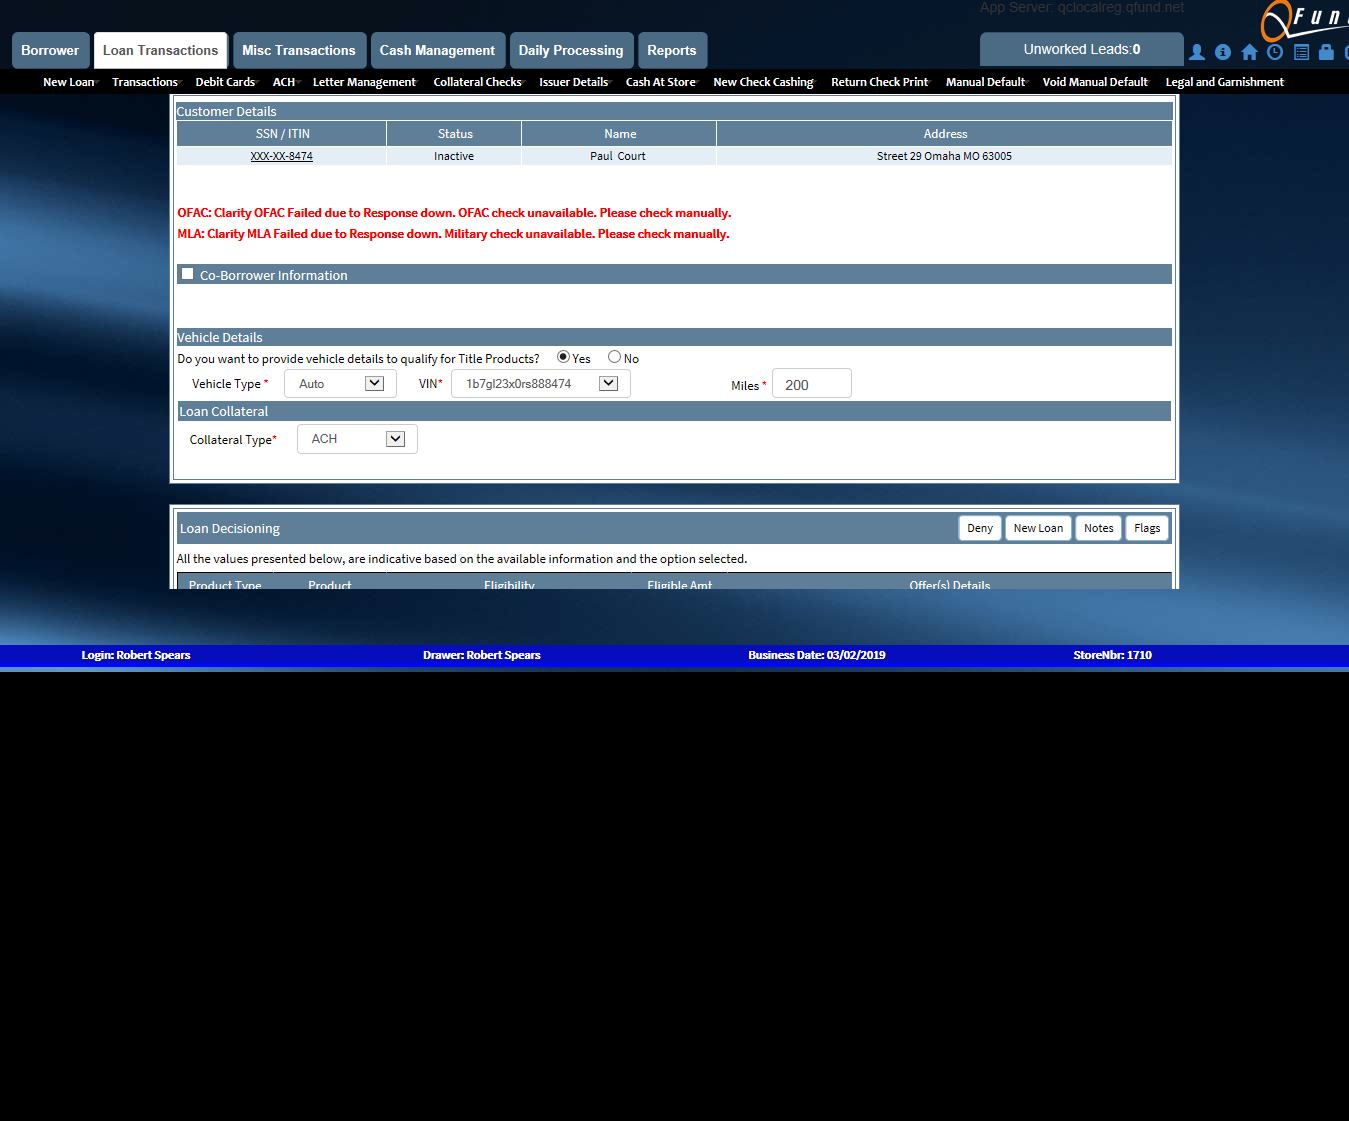 App Server: qclocalreg.qfund.net
Borrower Loan Transactions Misc Transactions Cash Management Daily Processing Reports Unworked Leads:0
New Loan Transactions Debit Cards ACH Letter Management Collateral Checks Issuer Details Cash At Store New Check Cashing Return Check Print Manual Default Void Manual Default Legal and Garnishment
Customer Details
SSN / ITIN Status Name Address
XXX-XX-8474 Inactive Paul Court Street 29 Omaha MO 63005
OFAC: Clarity OFAC Failed due to Response down. OFAC check unavailable. Please check manually.
MLA: Clarity MLA Failed due to Response down. Military check unavailable. Please check manually.
Co-Borrower Information
Vehicle Details
Do you want to provide vehicle details to qualify for Title Products? Yes No
Vehicle Type * Auto VIN* 1b7gl23x0rs888474 Miles * 200
Loan Collateral
Collateral Type* ACH
Loan Decisioning Deny New Loan Notes Flags
All the values presented below, are indicative based on the available information and the option selected.
Product Type Product Eligibility Eligible Amt Offer(s) Details
Login: Robert Spears Drawer: Robert Spears Business Date: 03/02/2019 StoreNbr: 1710